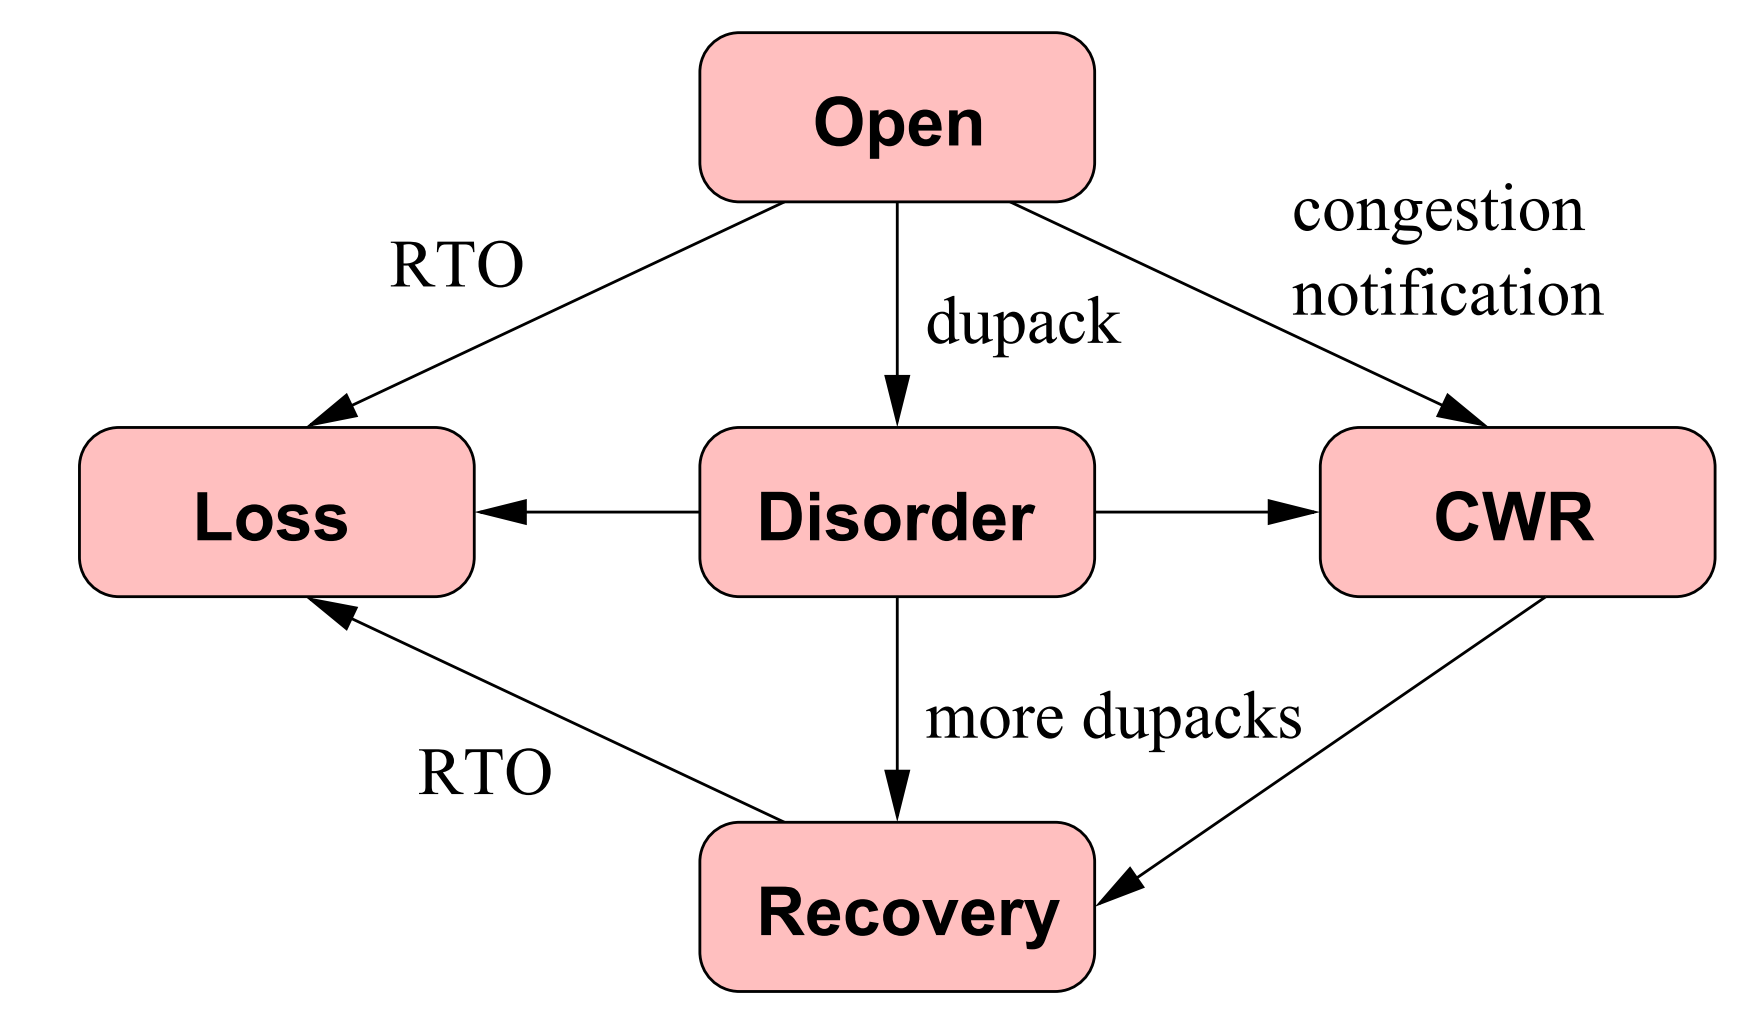 Open
congestion
notification
RTO
dupack
Loss
Disorder
CWR
more dupacks
RTO
Recovery